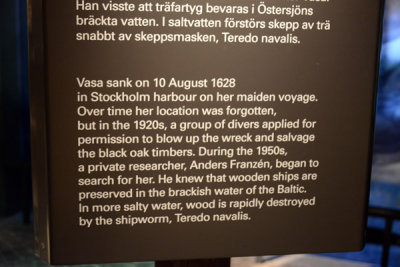 Han visste att träfartyg bevaras i Östersjöns
bräckta vatten. I saltvatten förstörs skepp av trä
snabbt av skeppsmasken, Teredo navalis.
Vasa sank on 10 August 1628
in Stockholm harbour on her maiden voyage.
Over time her location was forgotten,
but in the 1920s, a group of divers applied for
permission to blow up the wreck and salvage
the black oak timbers. During the 1950s,
a private researcher, Anders Franzén, began to
search for her. He knew that wooden ships are
preserved in the brackish water of the Baltic.
In more salty water, wood is rapidly destroyed
by the shipworm, Teredo navalis.